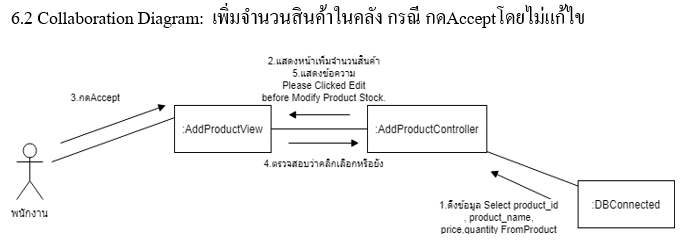 6.2 Collaboration Diagram: เพิ่มจำนวนสินค้าในคลัง กรณี กดAcceptโดยไม่แก้ไข
2.แสดงหน้าเพิ่มจำนวนสินค้า
5.แสดงข้อความ
Please Clicked Edit
before Modify Product Stock.
3.กดAccept
:AddProductView
:AddProductController
4.ตรวจสอบว่าคลิกเลือกหรือยัง
พนักงาน
1.ดึงข้อมูล Select product_id
, product_name,
price,quantity FromProduct
:DBConnected